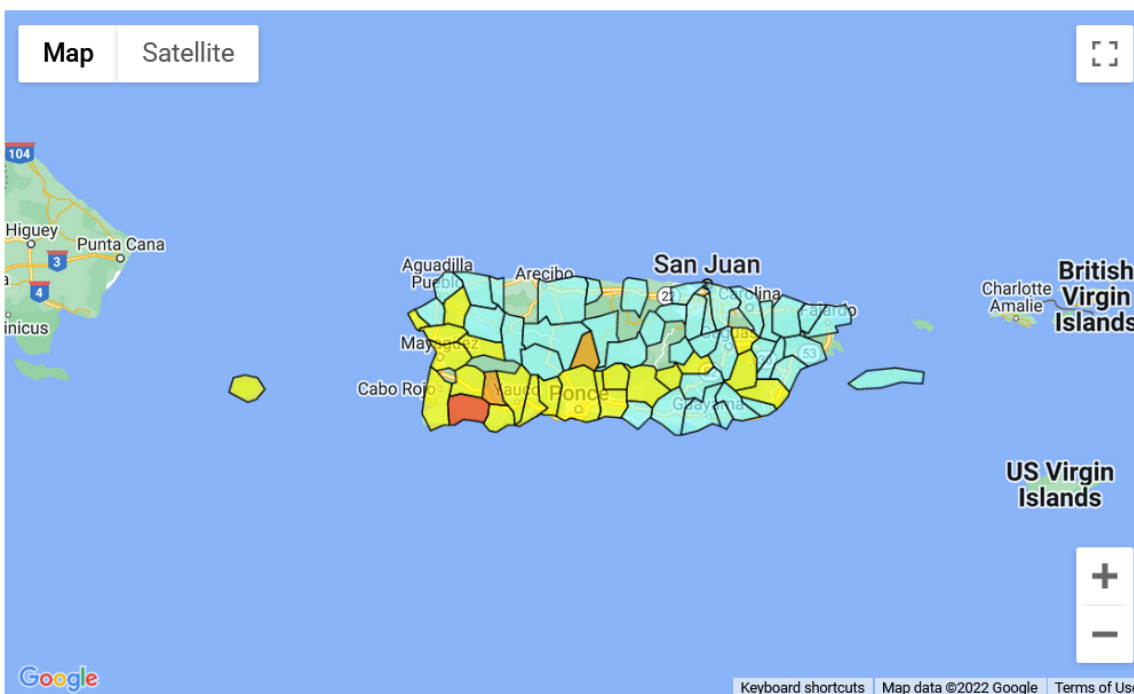 Map
Satellite
104
Higuey
Punta Cana
3
4
inicus
a
Aguadilla
Pueblo
Arecibo
San Juan
22
Carolina
Fajardo
Mayagüez
Caguas
53
52
Cabo Rojo
Yauco
Ponce
Guayama
British
Virgin
Islands
Charlotte
Amalie
US Virgin
Islands
Google
Keyboard shortcuts
Map data ©2022 Google
Terms of Use